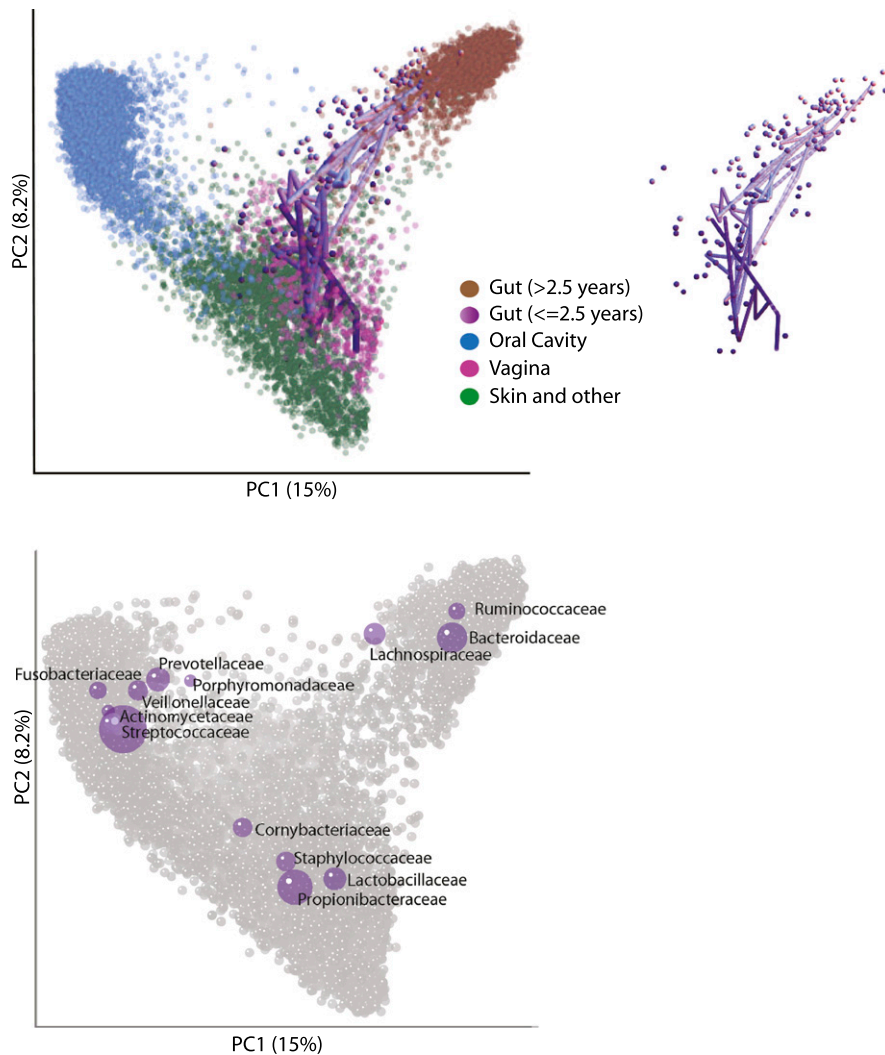 PC2 (8.2%)
Gut (>2.5 years)
Gut (<=2.5 years)
Oral Cavity
Vagina
Skin and other
PC1 (15%)
PC2 (8.2%)
Ruminococcaceae
Bacteroidaceae
Lachnospiraceae
Prevotellaceae
Fusobacteriaceae
Porphyromonadaceae
Veillonellaceae
Actinomycetaceae
Streptococcaceae
Cornybacteriaceae
Staphylococcaceae
Lactobacillaceae
Propionibacteraceae
PC1 (15%)